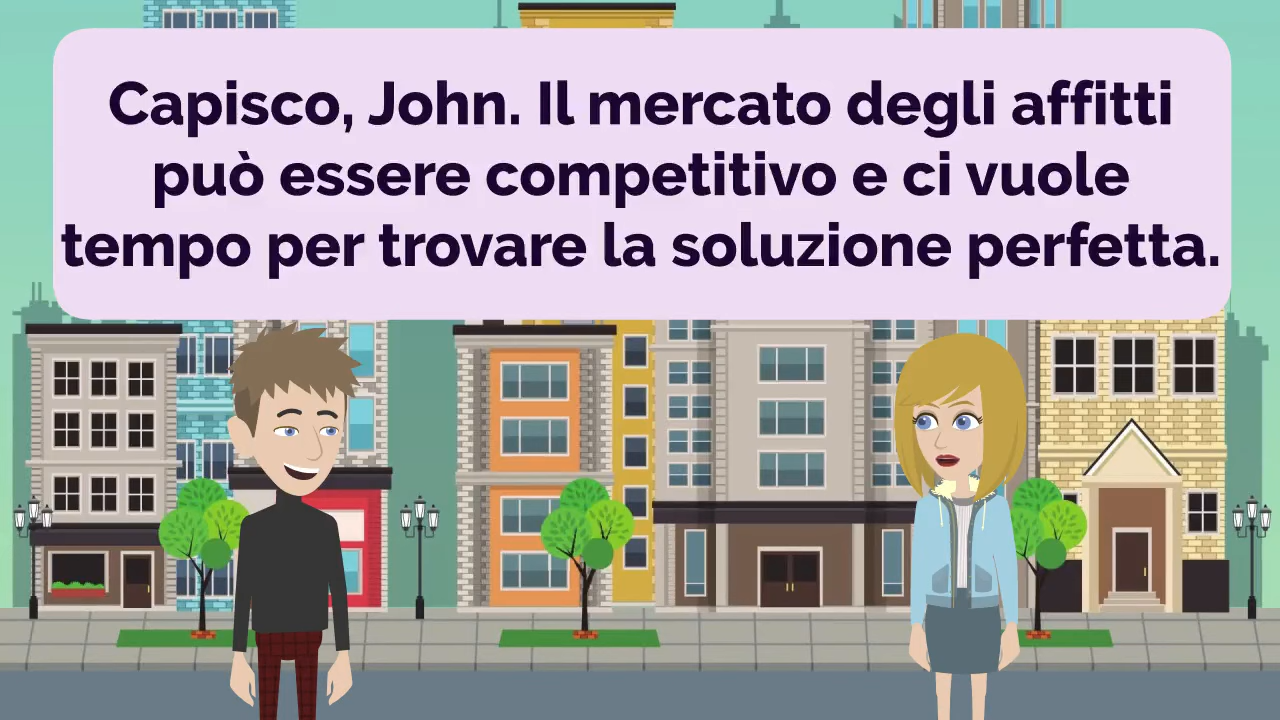 Capisco, John. Il mercato degli affitti
può essere competitivo e ci vuole
tempo per trovare la soluzione perfetta.